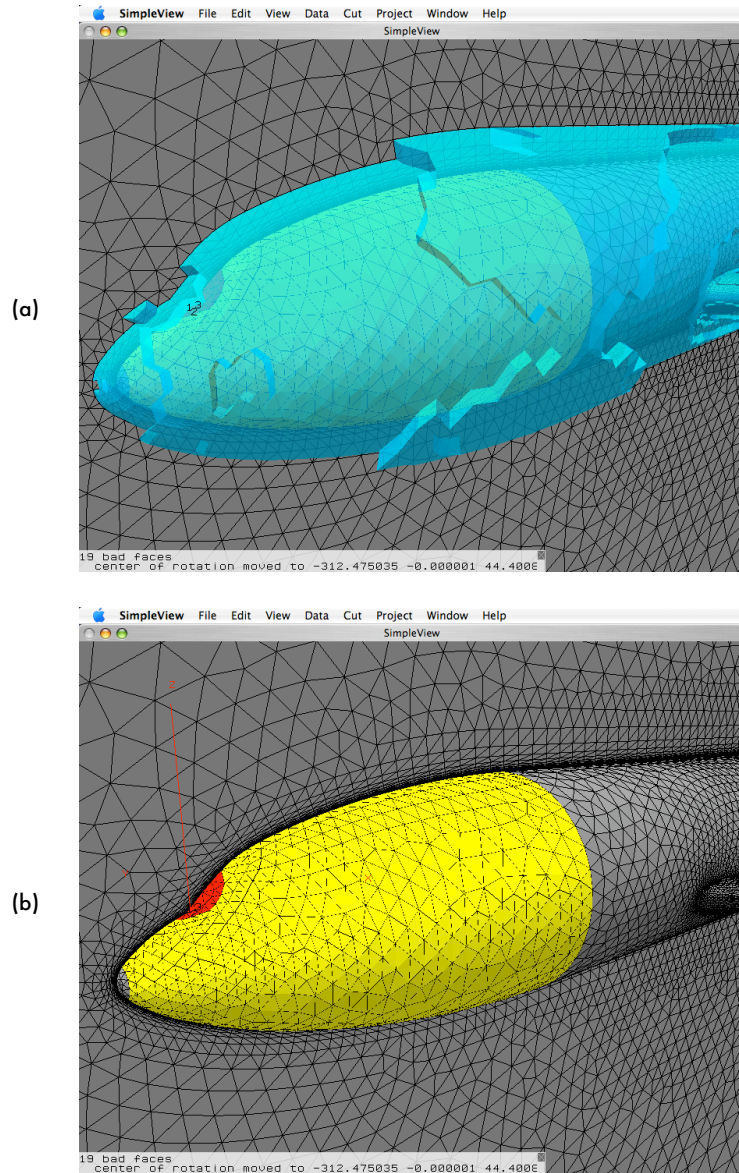 SimpleView File Edit View Data Cut Project Window Help
SimpleView
(a)
19 bad faces
center of rotation moved to -312.475035 -0.000001 44.4008
SimpleView File Edit View Data Cut Project Window Help
SimpleView
Z
X
(b)
19 bad faces
center of rotation moved to -312.475035 -0.000001 44.4008